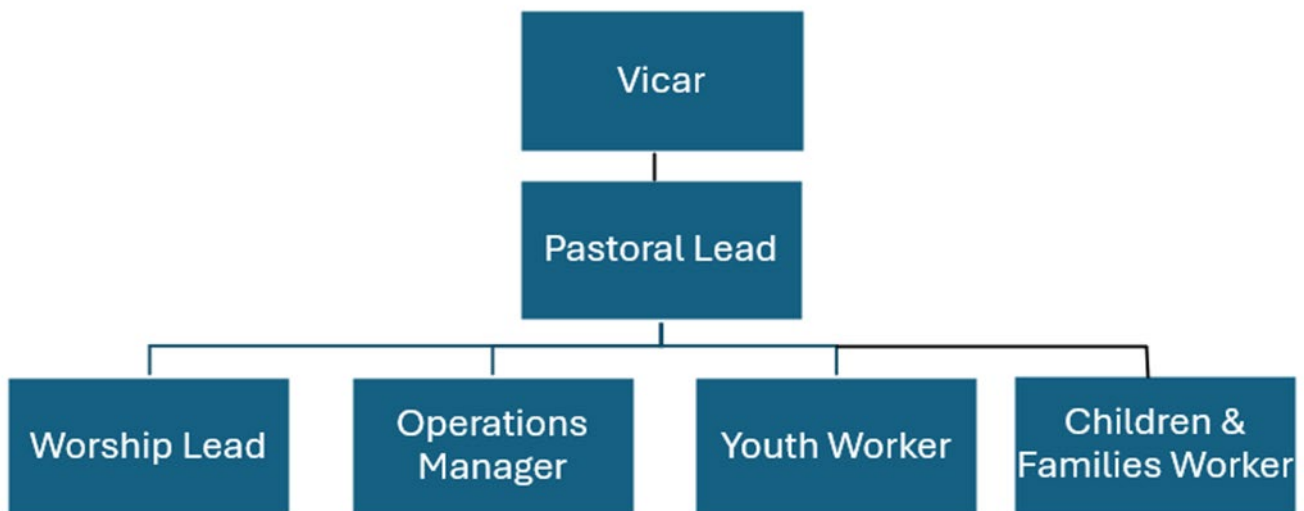 Vicar
Pastoral Lead
Worship Lead
Operations
Manager
Youth Worker
Children &
Families Worker